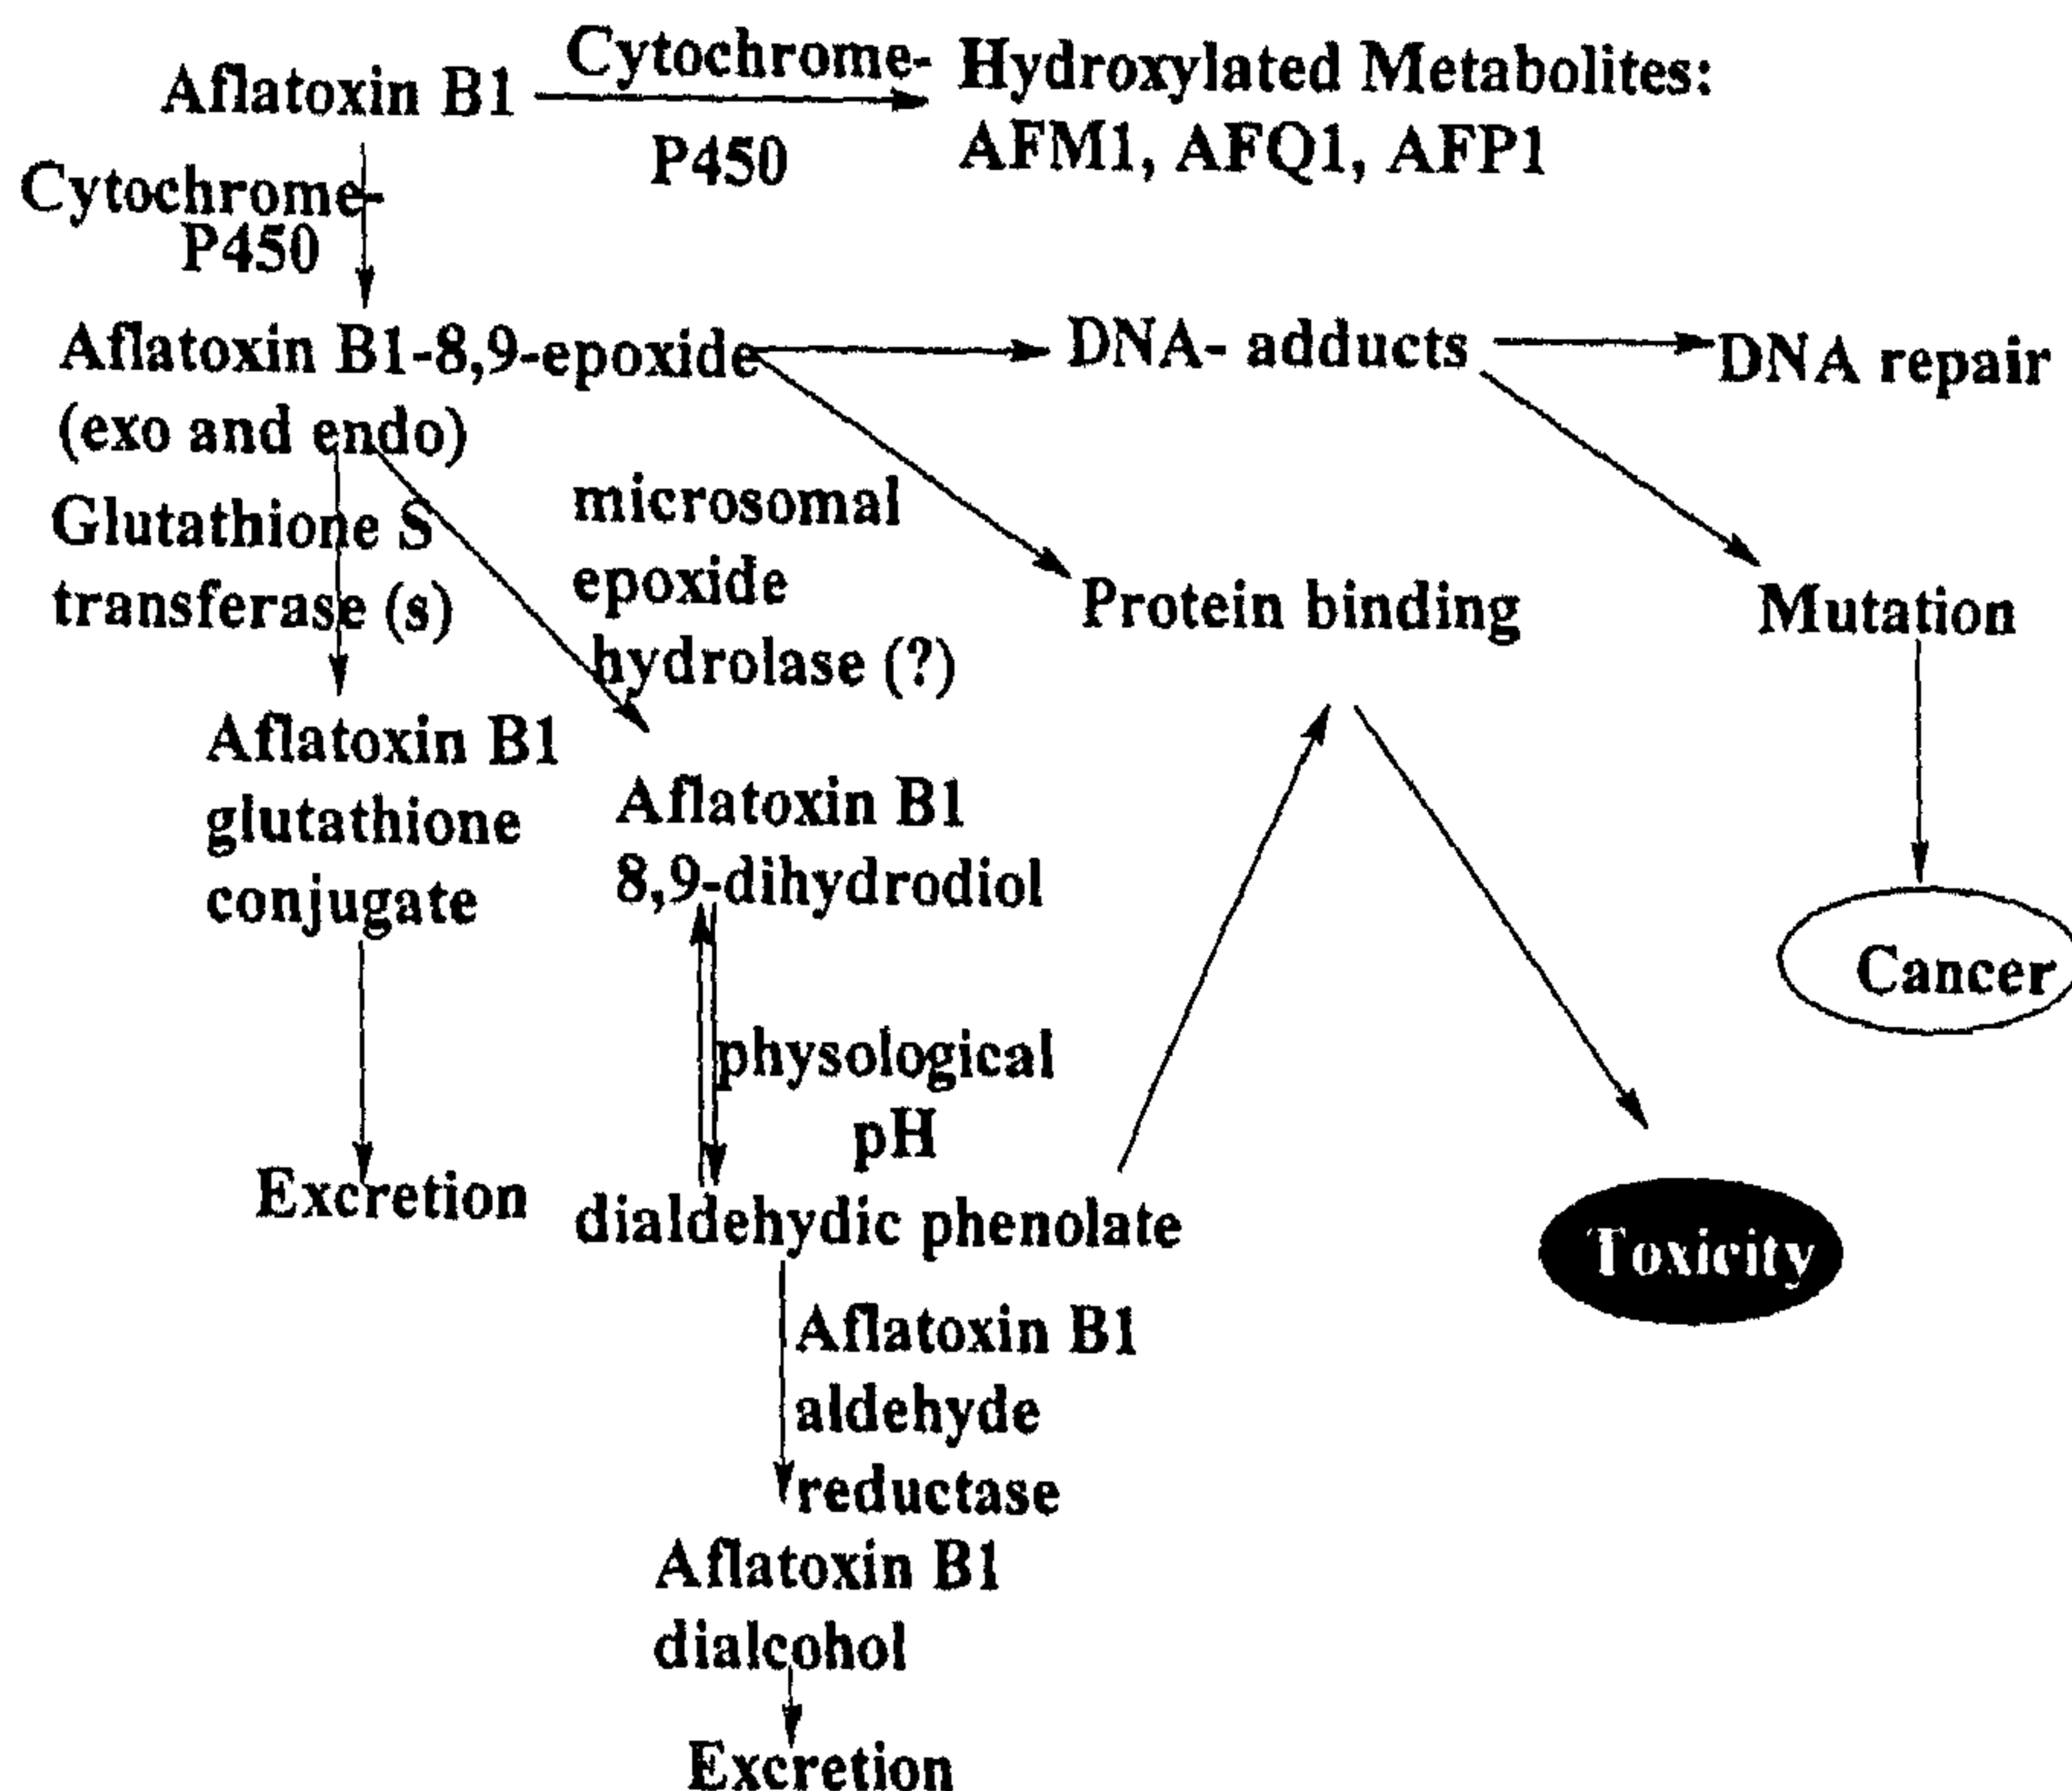 Aflatoxin B1
Cytochrome-
P450
Hydroxylated Metabolites:
AFM1, AFQ1, AFP1
Cytochrome-
P450
Aflatoxin B1-8,9-epoxide
(exo and endo)
DNA- adducts
DNA repair
Glutathione S
transferase (s)
microsomal
epoxide
hydrolase (?)
Protein binding
Mutation
Aflatoxin B1
glutathione
conjugate
Aflatoxin B1
8,9-dihydrodiol
Cancer
physological
pH
Excretion
dialdehydic phenolate
Toxicity
Aflatoxin B1
aldehyde
reductase
Aflatoxin B1
dialcohol
Excretion